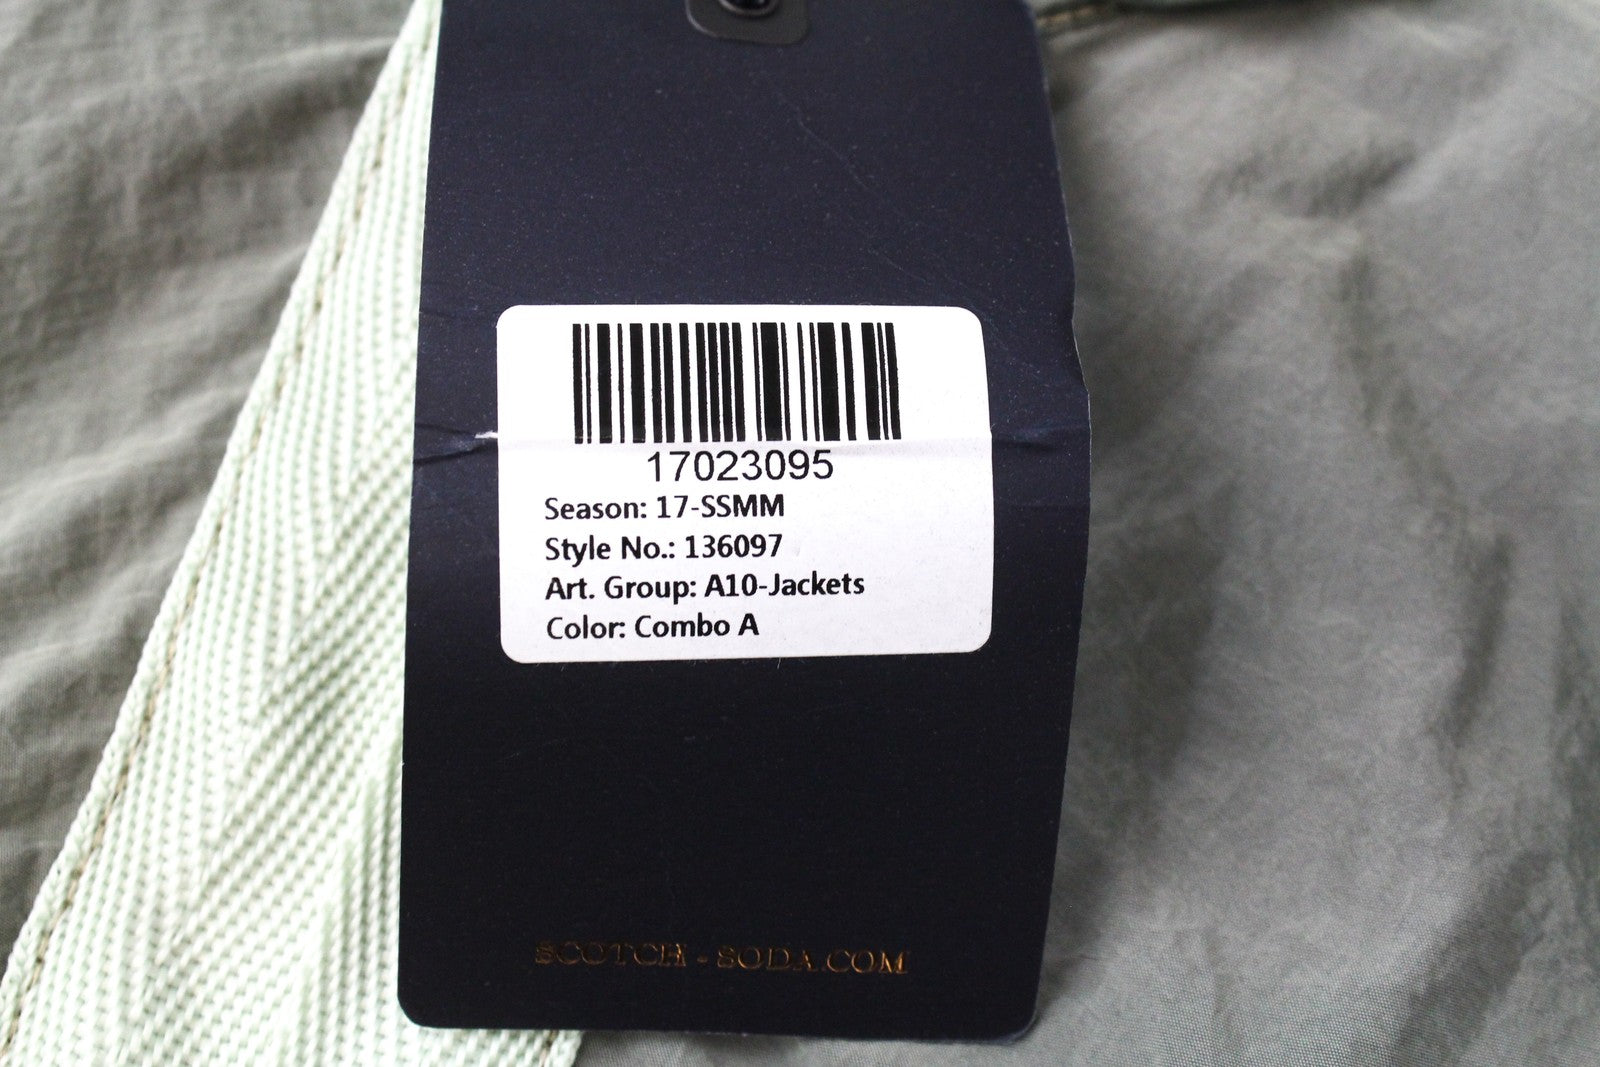 17023095
Season: 17-SSMM
Style No.: 136097
Art. Group: A10-Jackets
Color: Combo A
SCOTCH-SODA.COM